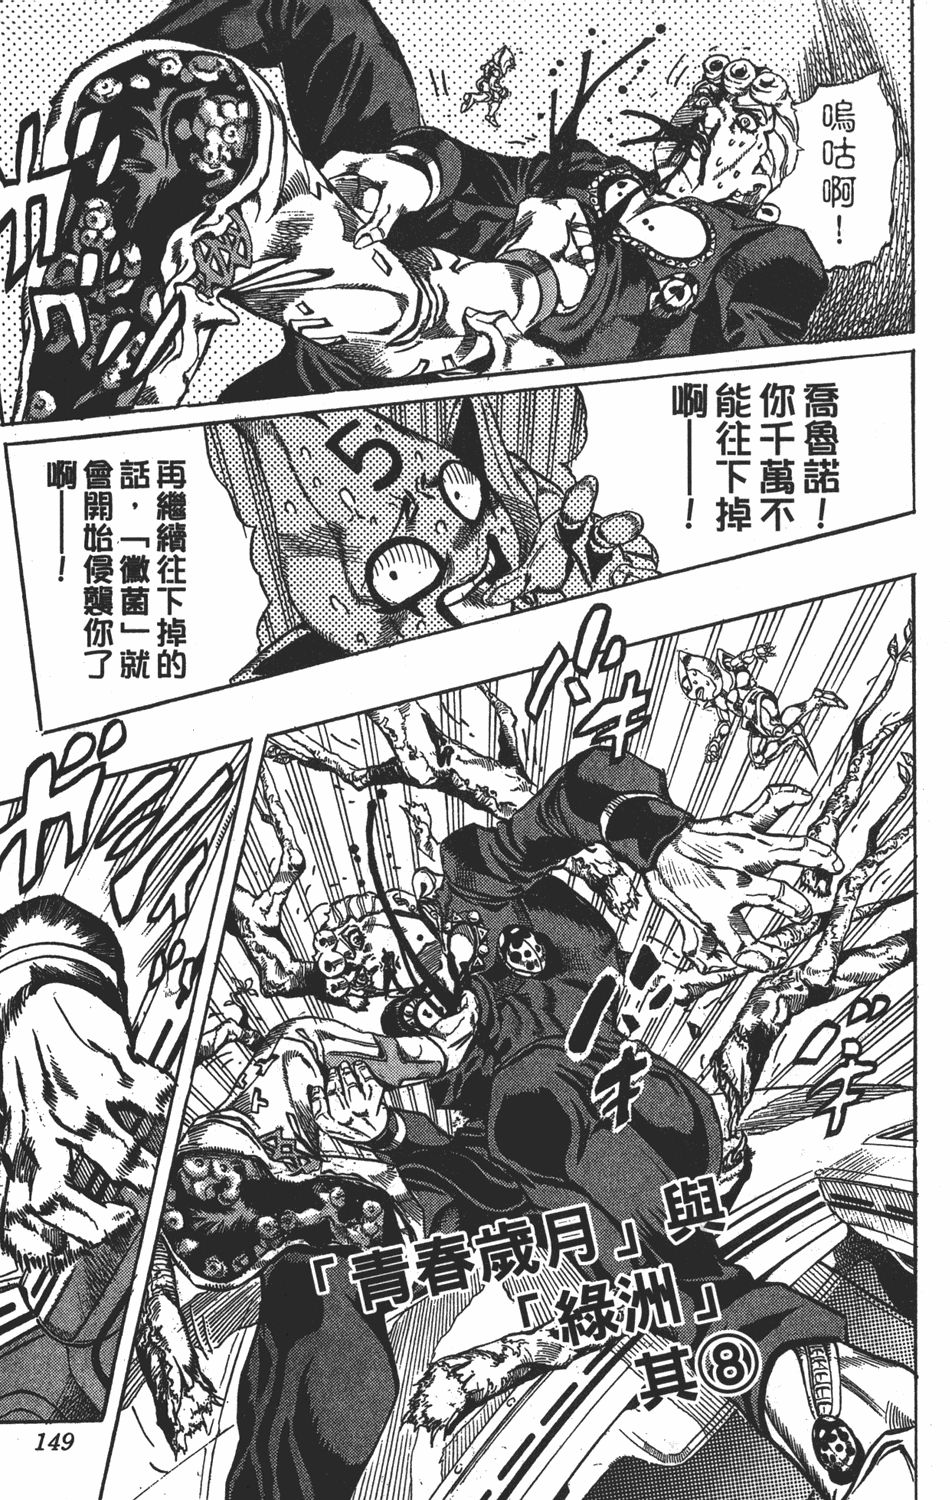 嗚咕啊！
喬魯諾！
你千萬不
能往下掉
啊——！
再繼續往下掉的
話，「黴菌」就
會開始侵襲你了
啊——！
「青春歲月」與
「綠洲」
其⑧
149